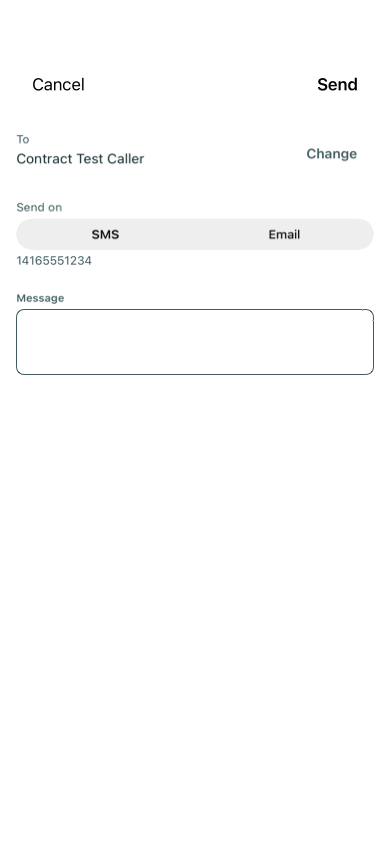 Cancel Send
To
Contract Test Caller
Change
Send on
SMS Email
14165551234
Message